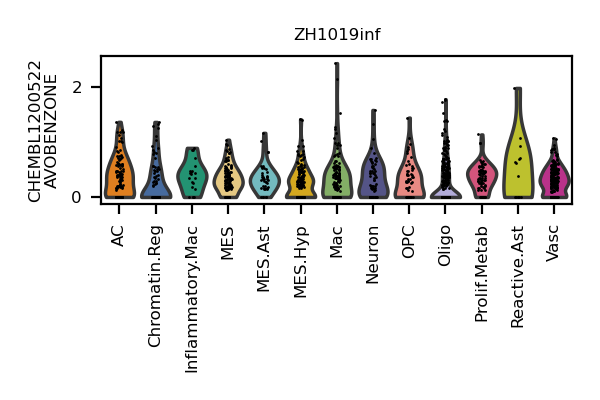 ZH1019inf
CHEMBL1200522
AVOBENZONE
2
0
AC
Chromatin.Reg
Inflammatory.Mac
MES
MES.Ast
MES.Hyp
Mac
Neuron
OPC
Oligo
Prolif.Metab
Reactive.Ast
Vasc